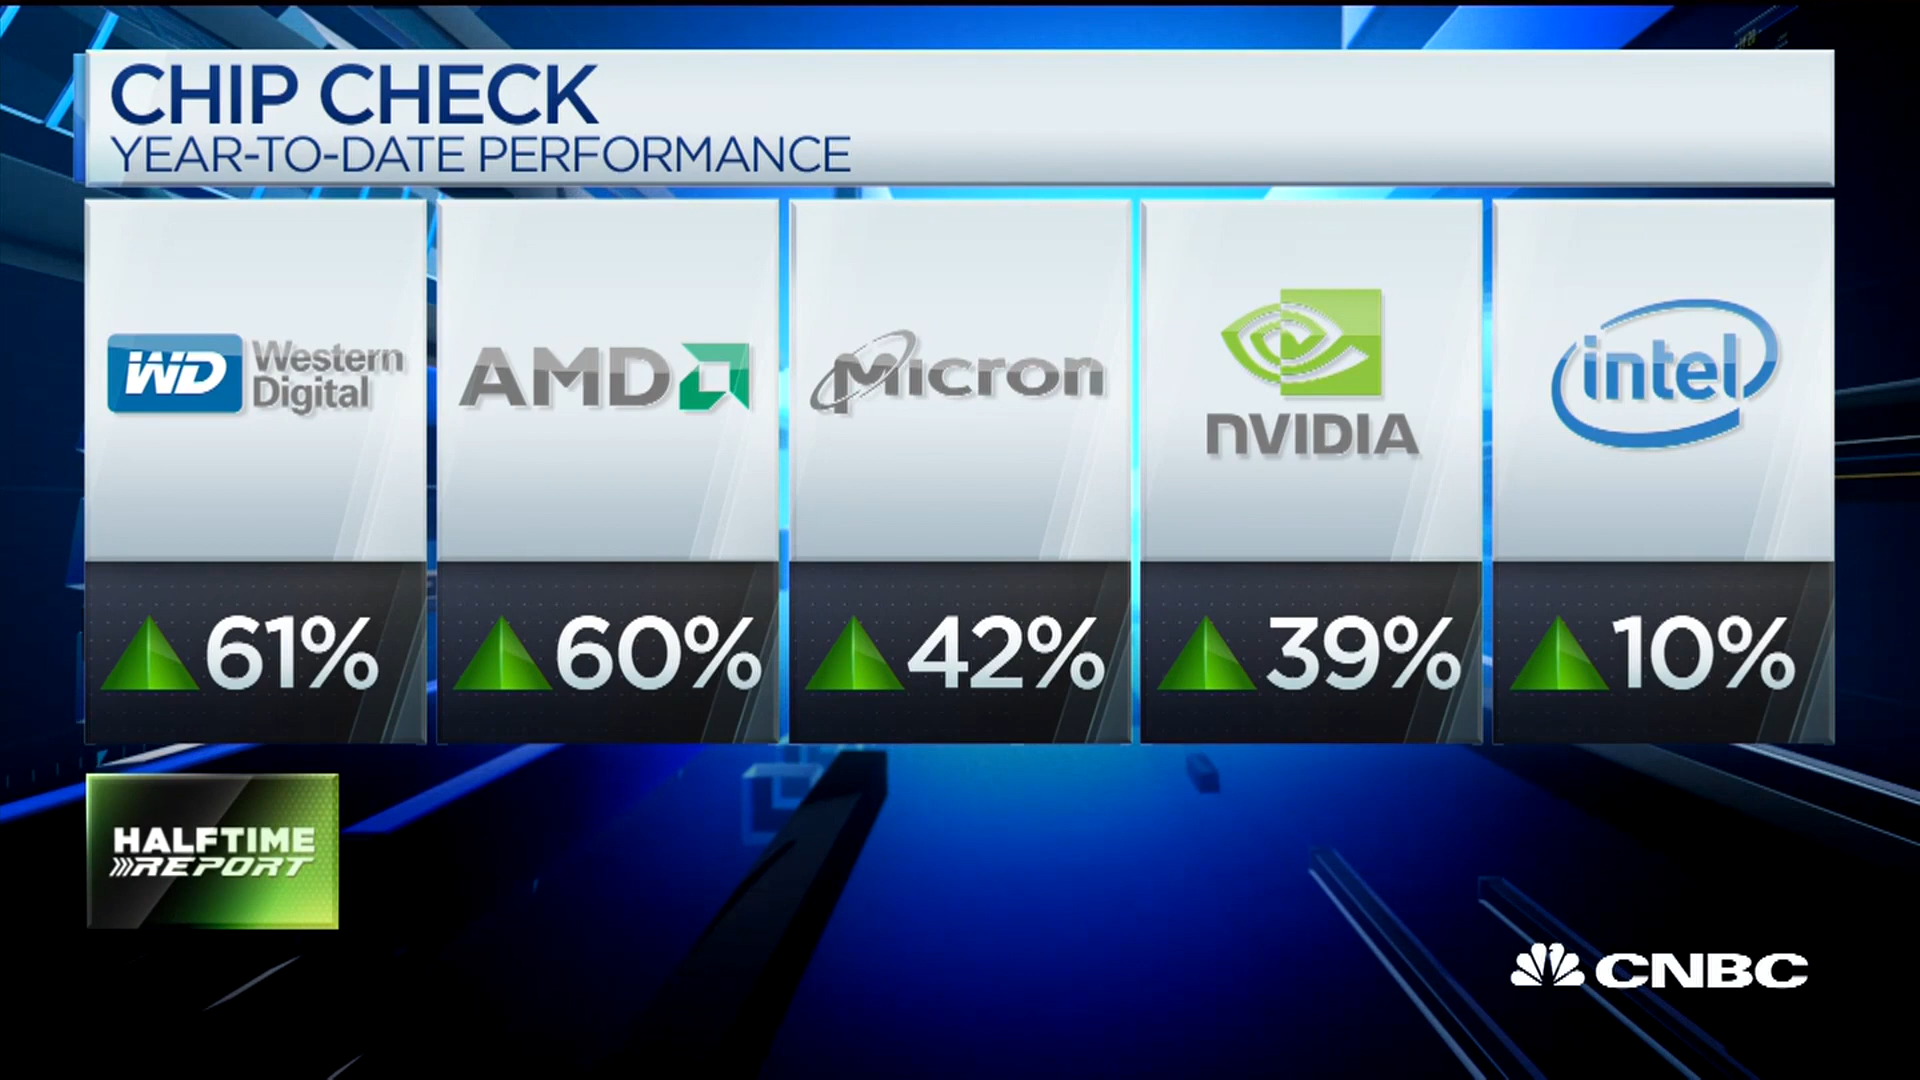 CHIP CHECK
YEAR-TO-DATE PERFORMANCE
WD Western Digital
AMD
Micron
nVIDIA
intel
61%
60%
42%
39%
10%
HALFTIME
REPORT
CNBC